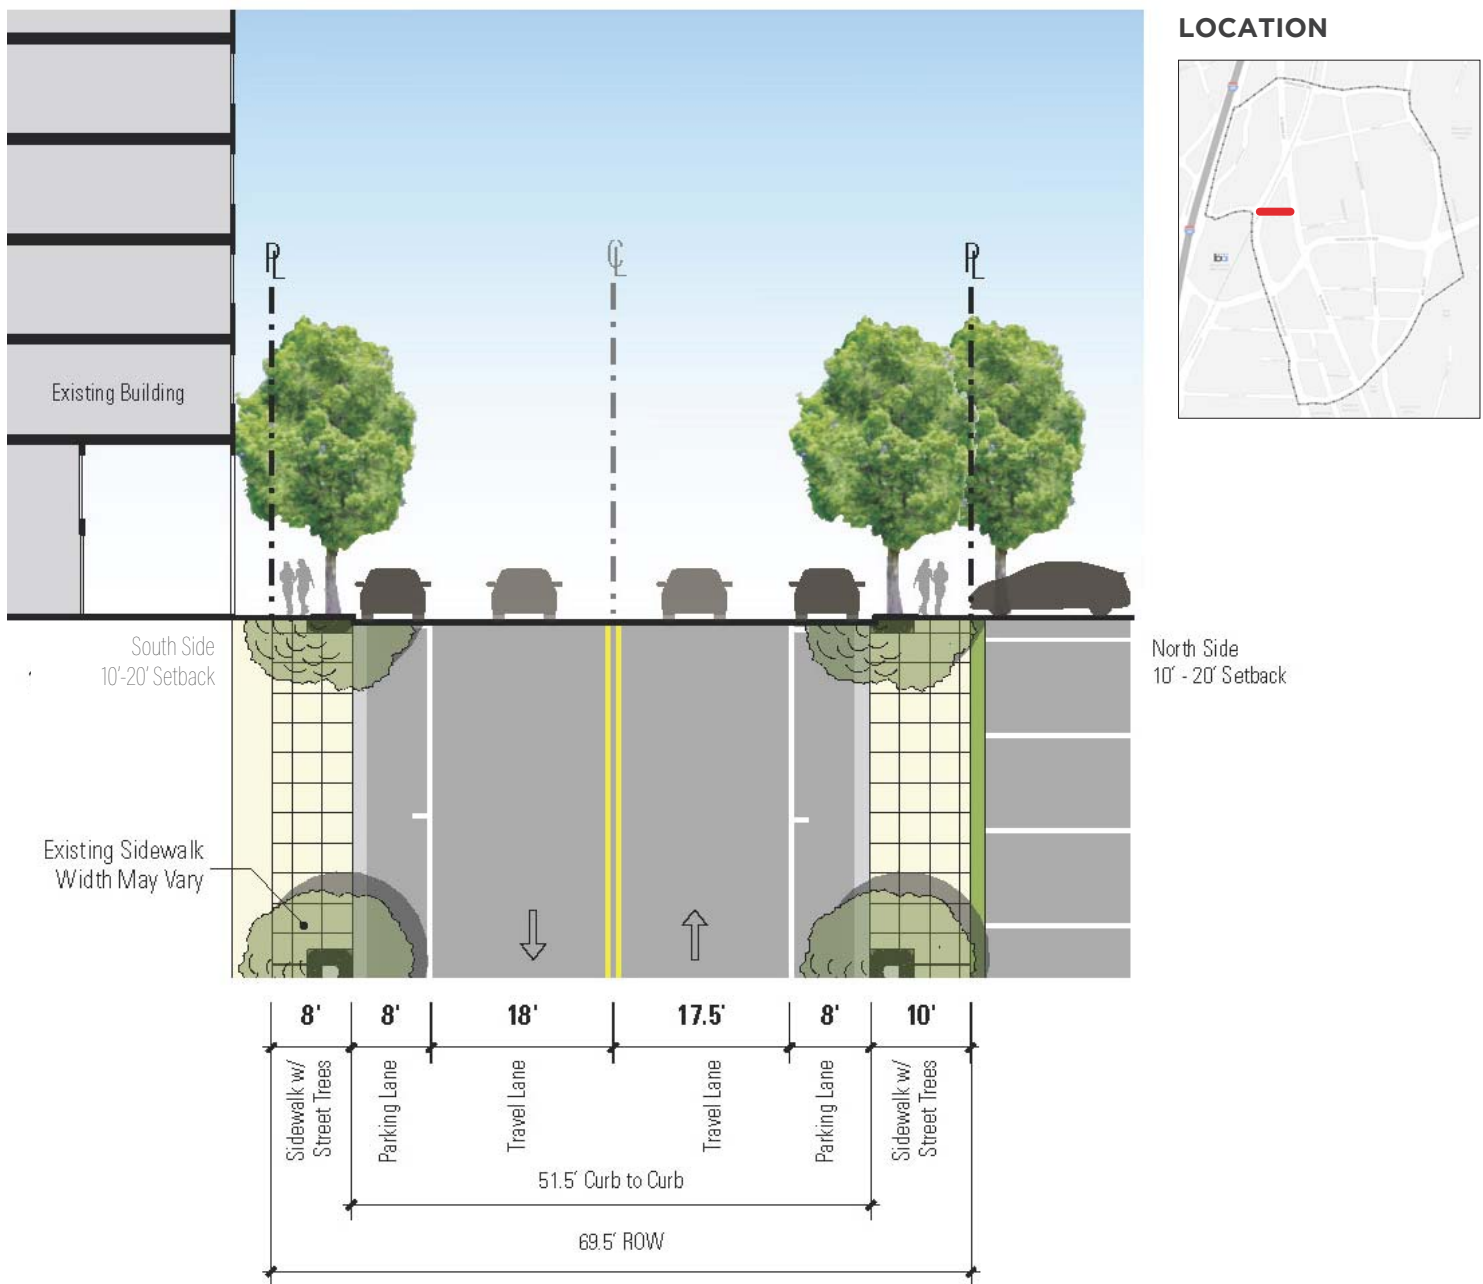 LOCATION
PL
CL
PL
Existing Building
South Side
10'-20' Setback
North Side
10' - 20' Setback
Existing Sidewalk
Width May Vary
8'
8'
18'
17.5'
8'
10'
Sidewalk w/
Street Trees
Parking Lane
Travel Lane
Travel Lane
Parking Lane
Sidewalk w/
Street Trees
51.5' Curb to Curb
69.5' ROW